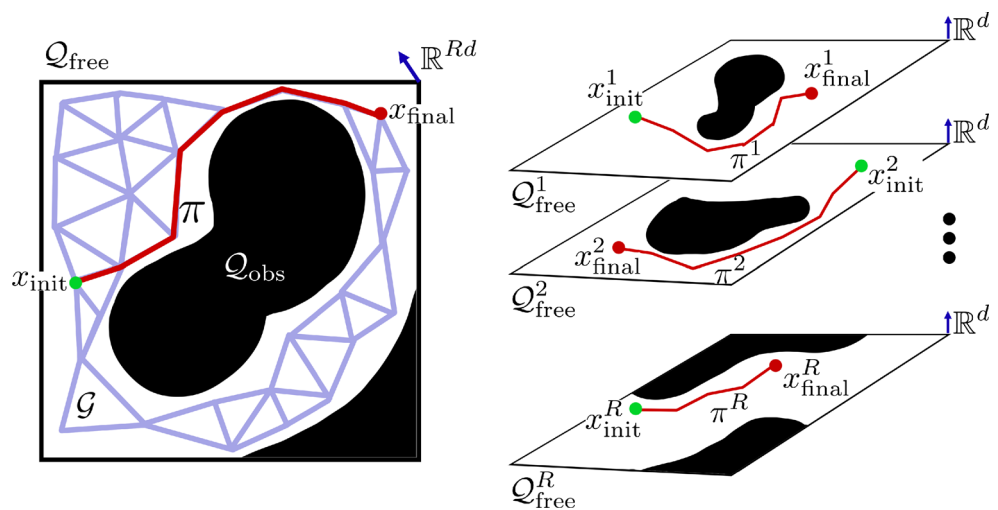 𝒬_free
ℝ^{Rd}
x_final
π
x_init
𝒬_obs
𝒢
ℝ^d
x^1_init
x^1_final
π^1
𝒬^1_free
ℝ^d
x^2_init
x^2_final
π^2
𝒬^2_free
ℝ^d
x^R_init
x^R_final
π^R
𝒬^R_free